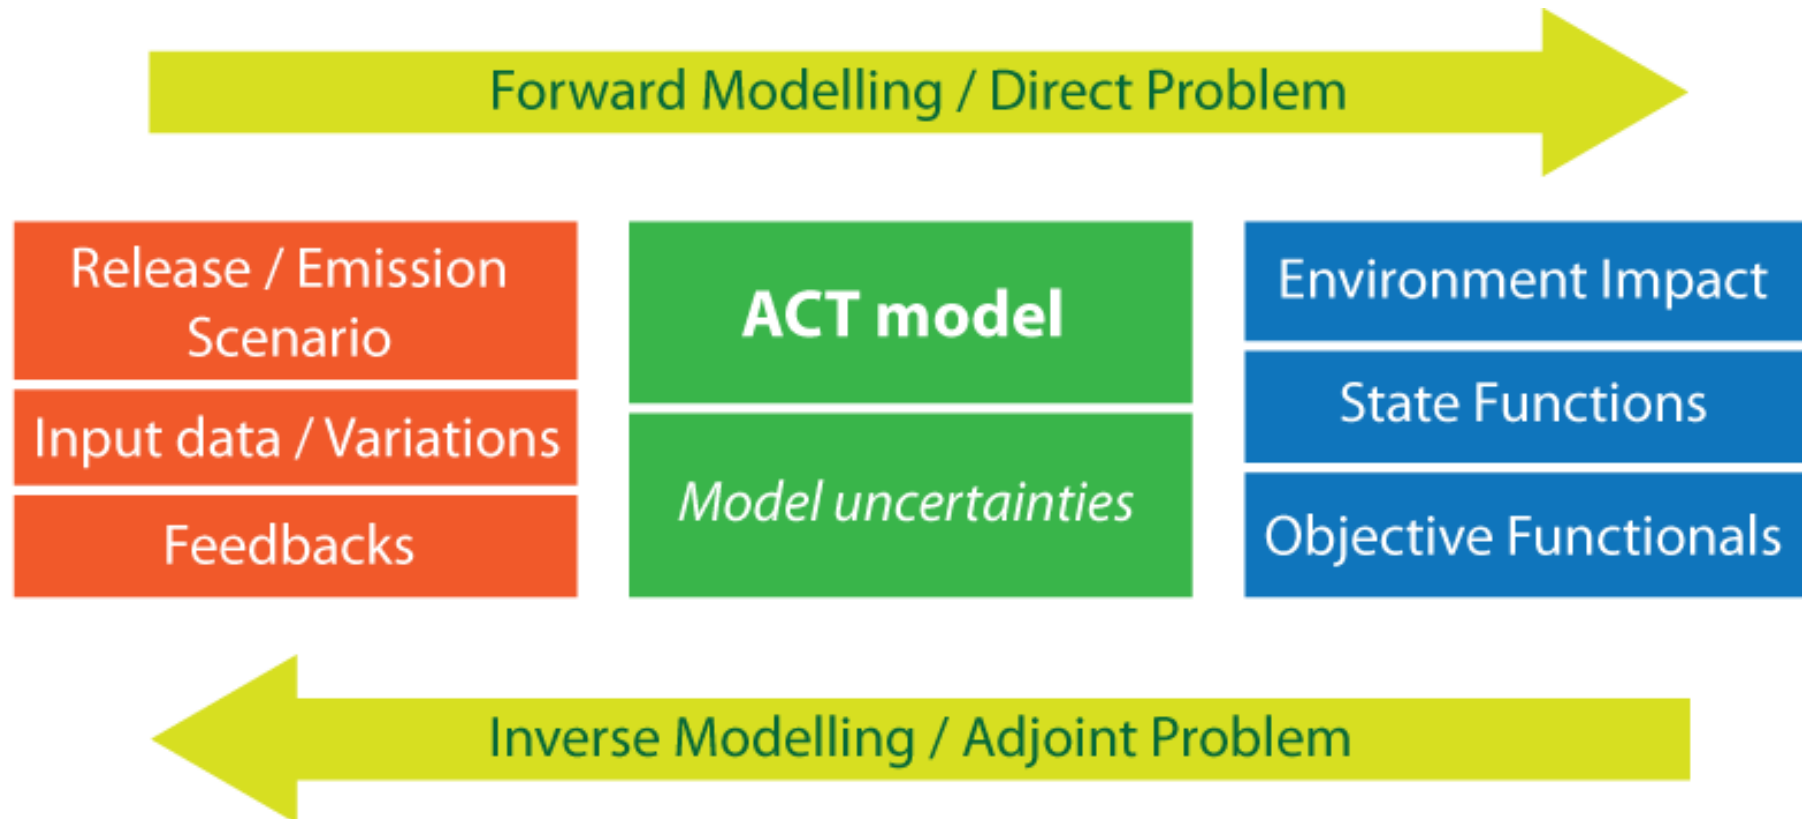 Forward Modelling / Direct Problem
Release / Emission
Scenario
Input data / Variations
Feedbacks
ACT model
Model uncertainties
Environment Impact
State Functions
Objective Functionals
Inverse Modelling / Adjoint Problem